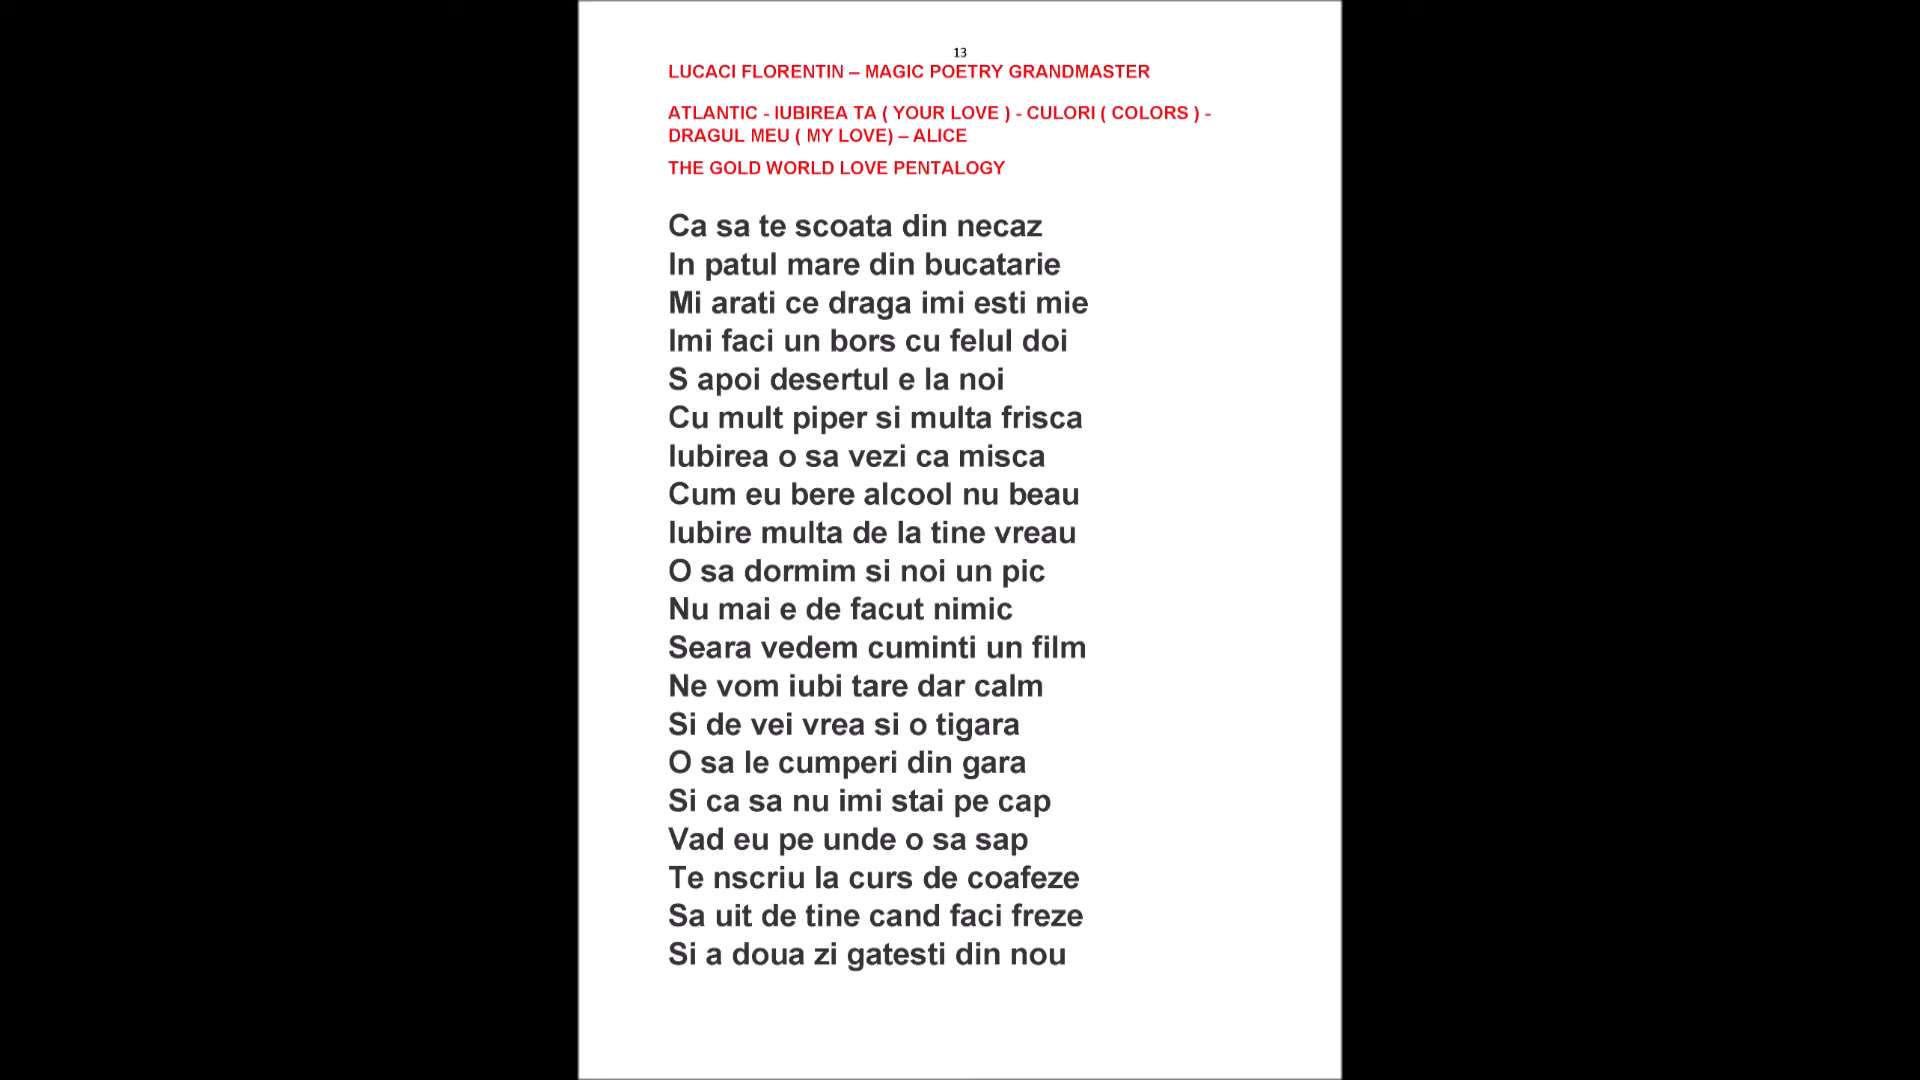 13
LUCACI FLORENTIN – MAGIC POETRY GRANDMASTER
ATLANTIC - IUBIREA TA ( YOUR LOVE ) - CULORI ( COLORS ) -
DRAGUL MEU ( MY LOVE) – ALICE
THE GOLD WORLD LOVE PENTALOGY
Ca sa te scoata din necaz
In patul mare din bucatarie
Mi arati ce draga imi esti mie
Imi faci un bors cu felul doi
S apoi desertul e la noi
Cu mult piper si multa frisca
Iubirea o sa vezi ca misca
Cum eu bere alcool nu beau
Iubire multa de la tine vreau
O sa dormim si noi un pic
Nu mai e de facut nimic
Seara vedem cuminti un film
Ne vom iubi tare dar calm
Si de vei vrea si o tigara
O sa le cumperi din gara
Si ca sa nu imi stai pe cap
Vad eu pe unde o sa sap
Te nscriu la curs de coafeze
Sa uit de tine cand faci freze
Si a doua zi gatesti din nou